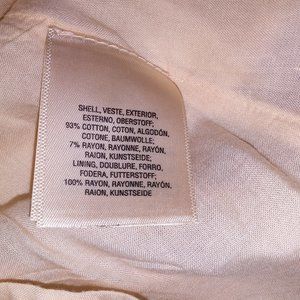 SHELL, VESTE, EXTERIOR,
ESTERNO, OBERSTOFF;
93% COTTON, COTON, ALGODÓN,
COTONE, BAUMWOLLE;
7% RAYON, RAYONNE, RAYÓN,
RAION, KUNSTSEIDE;
LINING, DOUBLURE, FORRO,
FODERA, FUTTERSTOFF;
100% RAYON, RAYONNE, RAYÓN,
RAION, KUNSTSEIDE